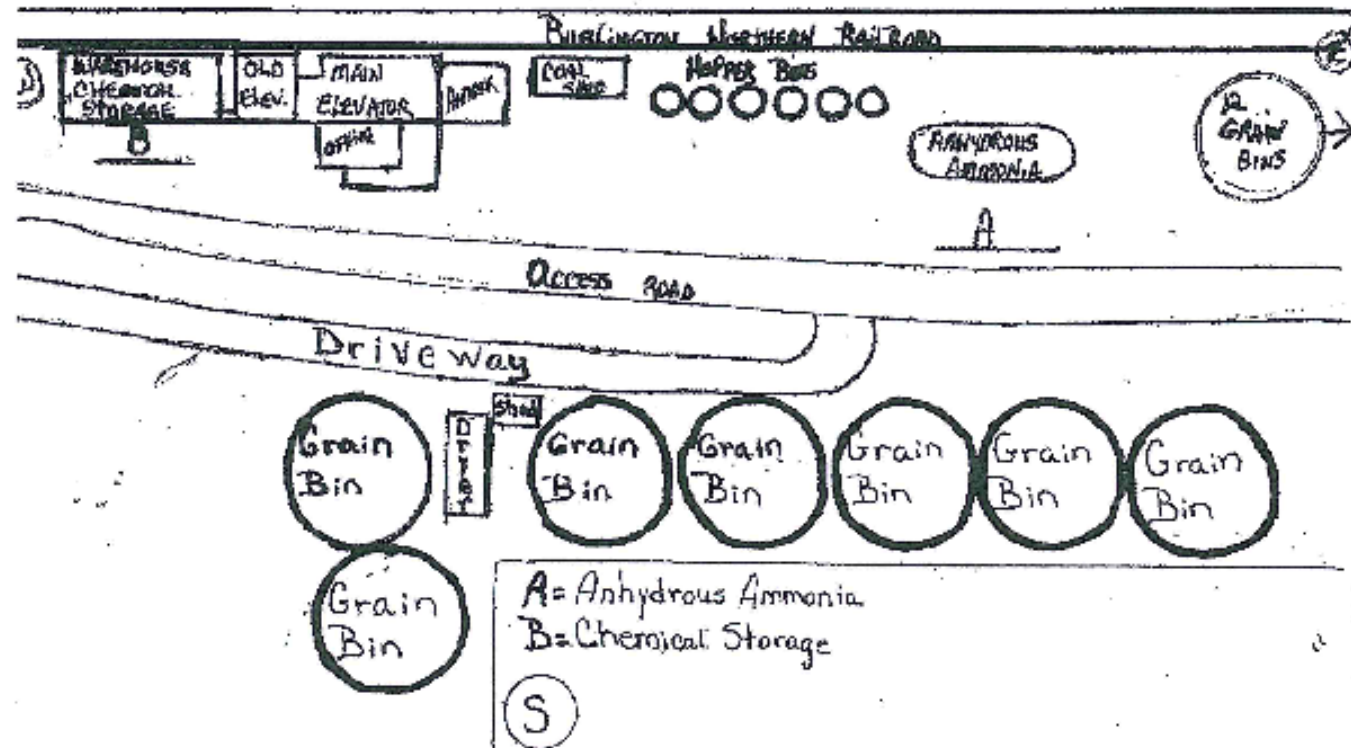 Burlington Northern Railroad
WAREHOUSE
CHEMICAL
STORAGE
B
OLD
ELEV.
MAIN
ELEVATOR
OFFICE
ANNEX
COAL
SHED
HOPPER BINS
ANHYDROUS
AMMONIA
A
12
GRAIN
BINS
Access Road
Driveway
Shed
Grain
Bin
Grain
Bin
Grain
Bin
Grain
Bin
Grain
Bin
Grain
Bin
Grain
Bin
A= Anhydrous Ammonia
B= Chemical Storage
S